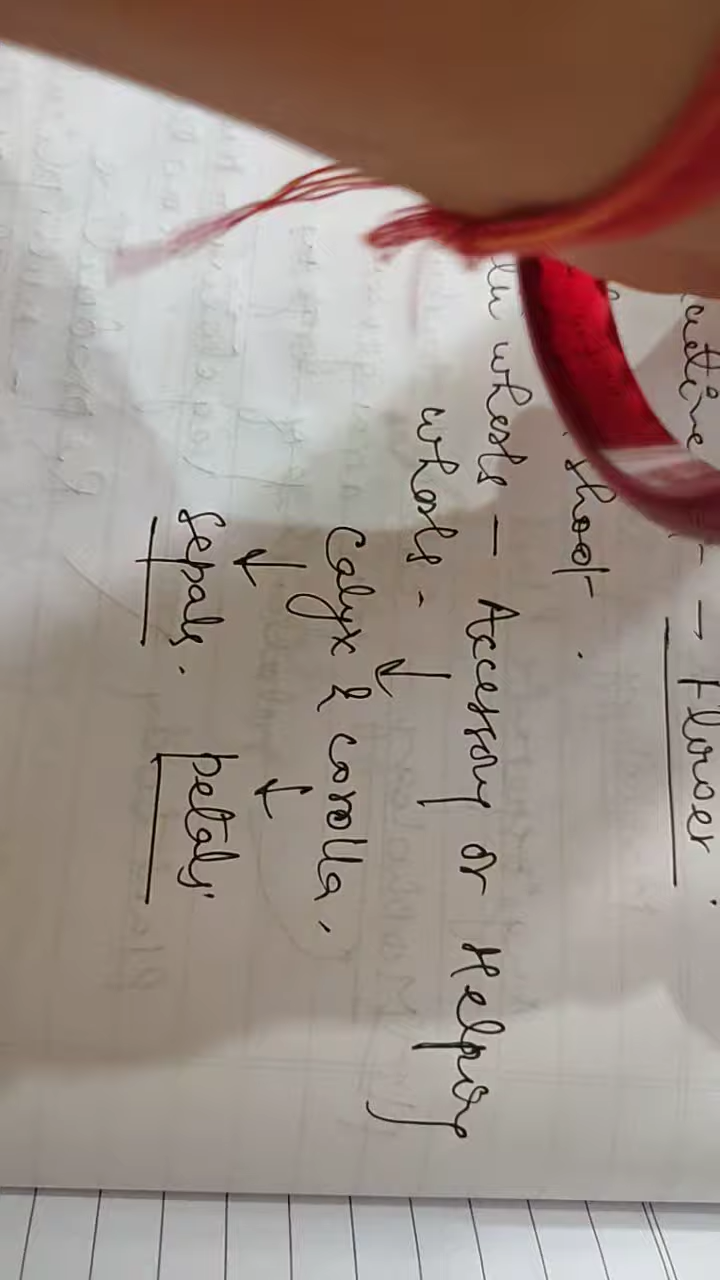 → Flower.
shoot.
whorls - Accessory or Helping
whorls.
↓
Calyx & corolla.
↓ ↓
Sepals. petals.